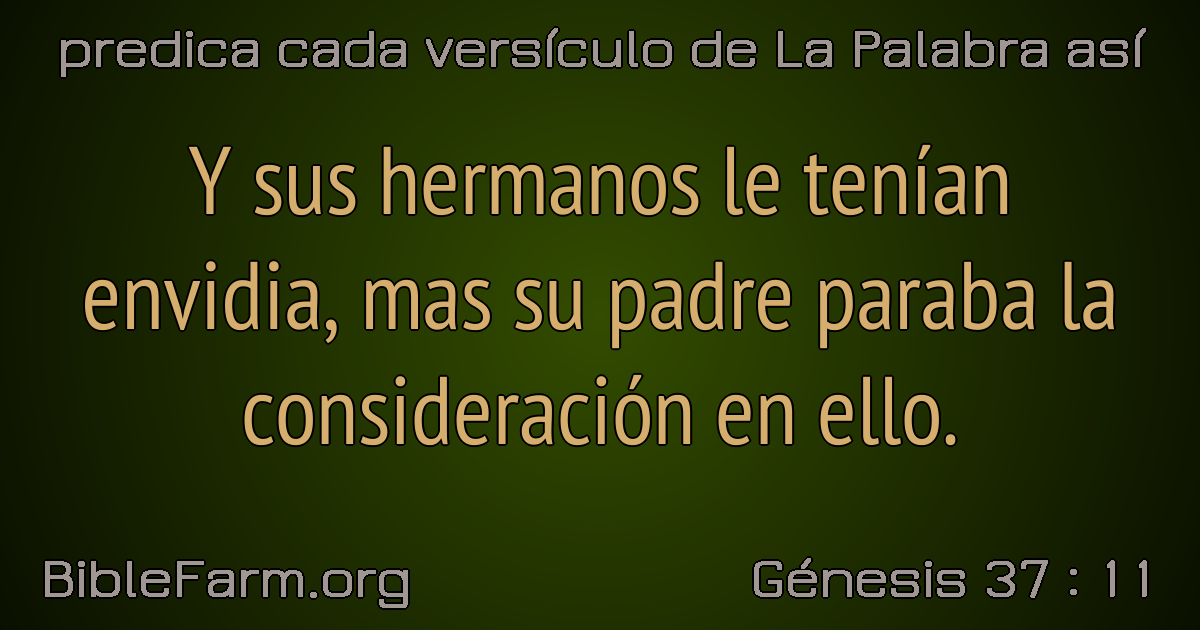 predica cada versículo de La Palabra así
Y sus hermanos le tenían
envidia, mas su padre paraba la
consideración en ello.
BibleFarm.org
Génesis 37 : 11